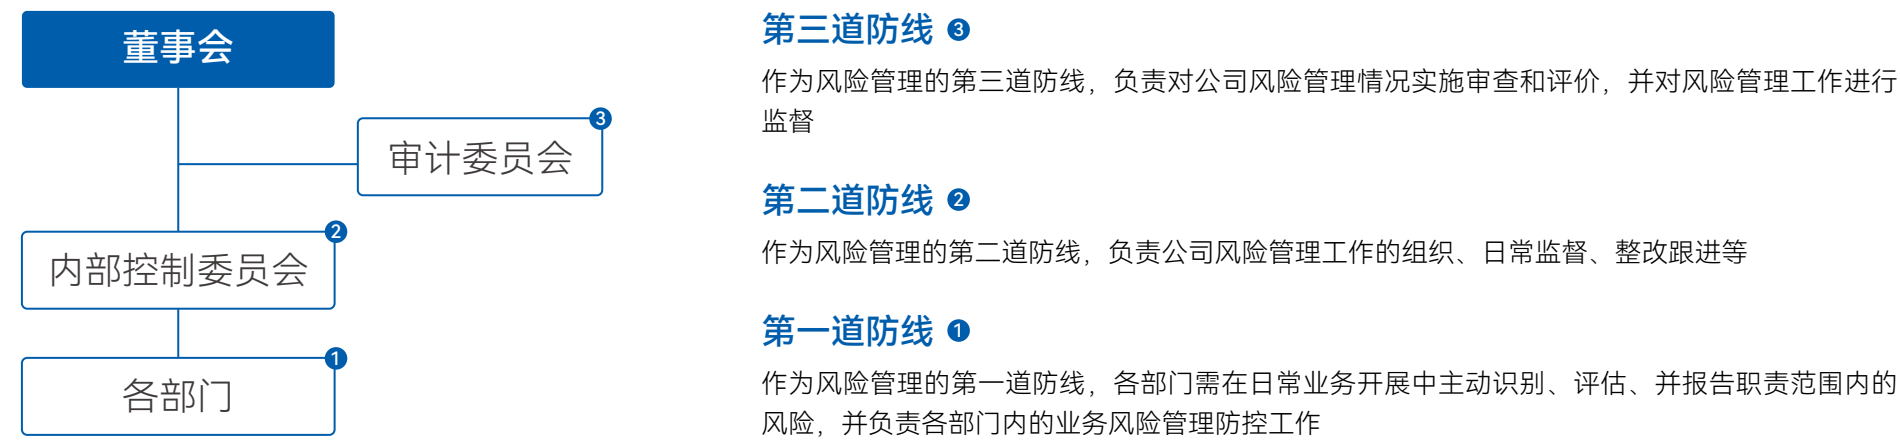 董事会
3
审计委员会
2
内部控制委员会
1
各部门
第三道防线 3
作为风险管理的第三道防线，负责对公司风险管理情况实施审查和评价，并对风险管理工作进行
监督
第二道防线 2
作为风险管理的第二道防线，负责公司风险管理工作的组织、日常监督、整改跟进等
第一道防线 1
作为风险管理的第一道防线，各部门需在日常业务开展中主动识别、评估、并报告职责范围内的
风险，并负责各部门内的业务风险管理防控工作